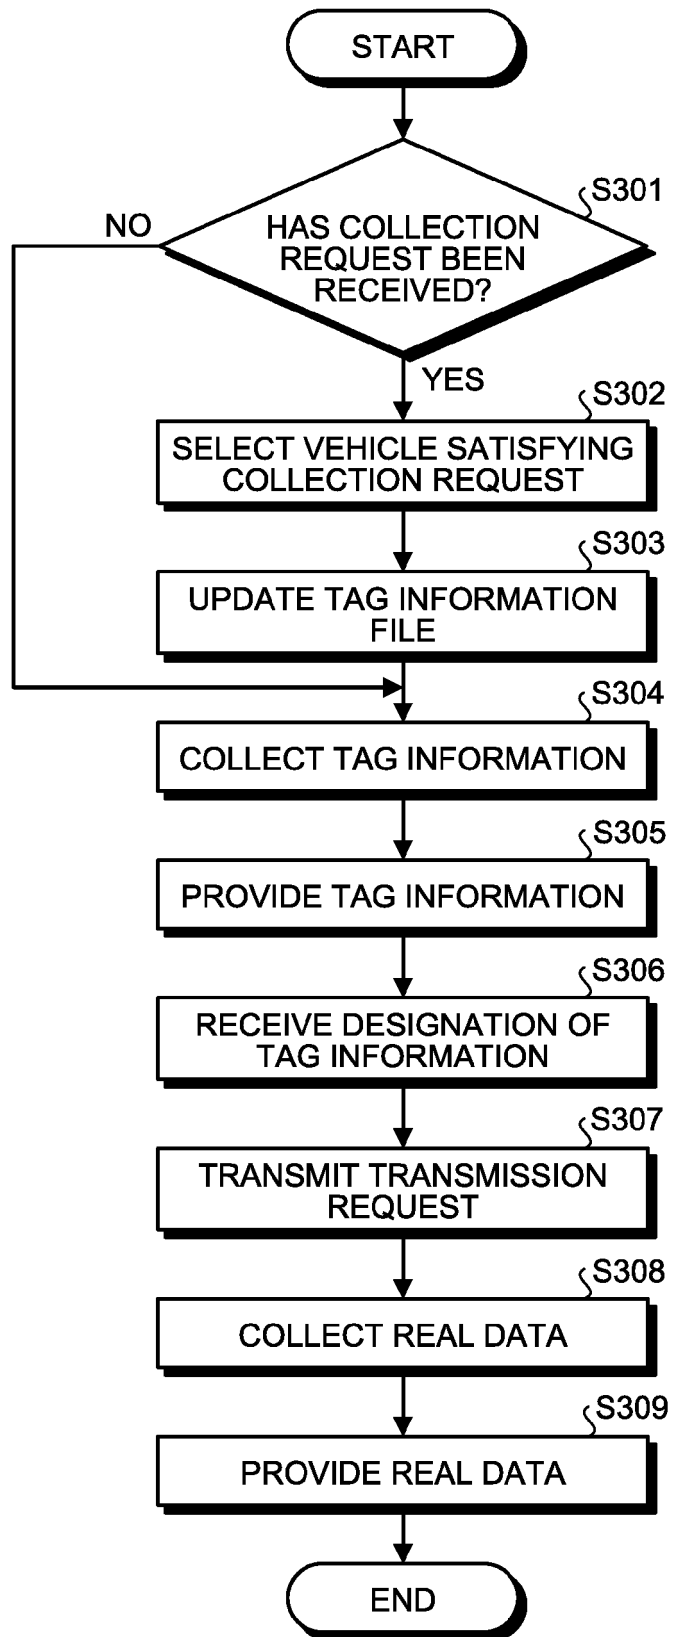 START
S301
NO
HAS COLLECTION
REQUEST BEEN
RECEIVED?
YES
S302
SELECT VEHICLE SATISFYING
COLLECTION REQUEST
S303
UPDATE TAG INFORMATION
FILE
S304
COLLECT TAG INFORMATION
S305
PROVIDE TAG INFORMATION
S306
RECEIVE DESIGNATION OF
TAG INFORMATION
S307
TRANSMIT TRANSMISSION
REQUEST
S308
COLLECT REAL DATA
S309
PROVIDE REAL DATA
END